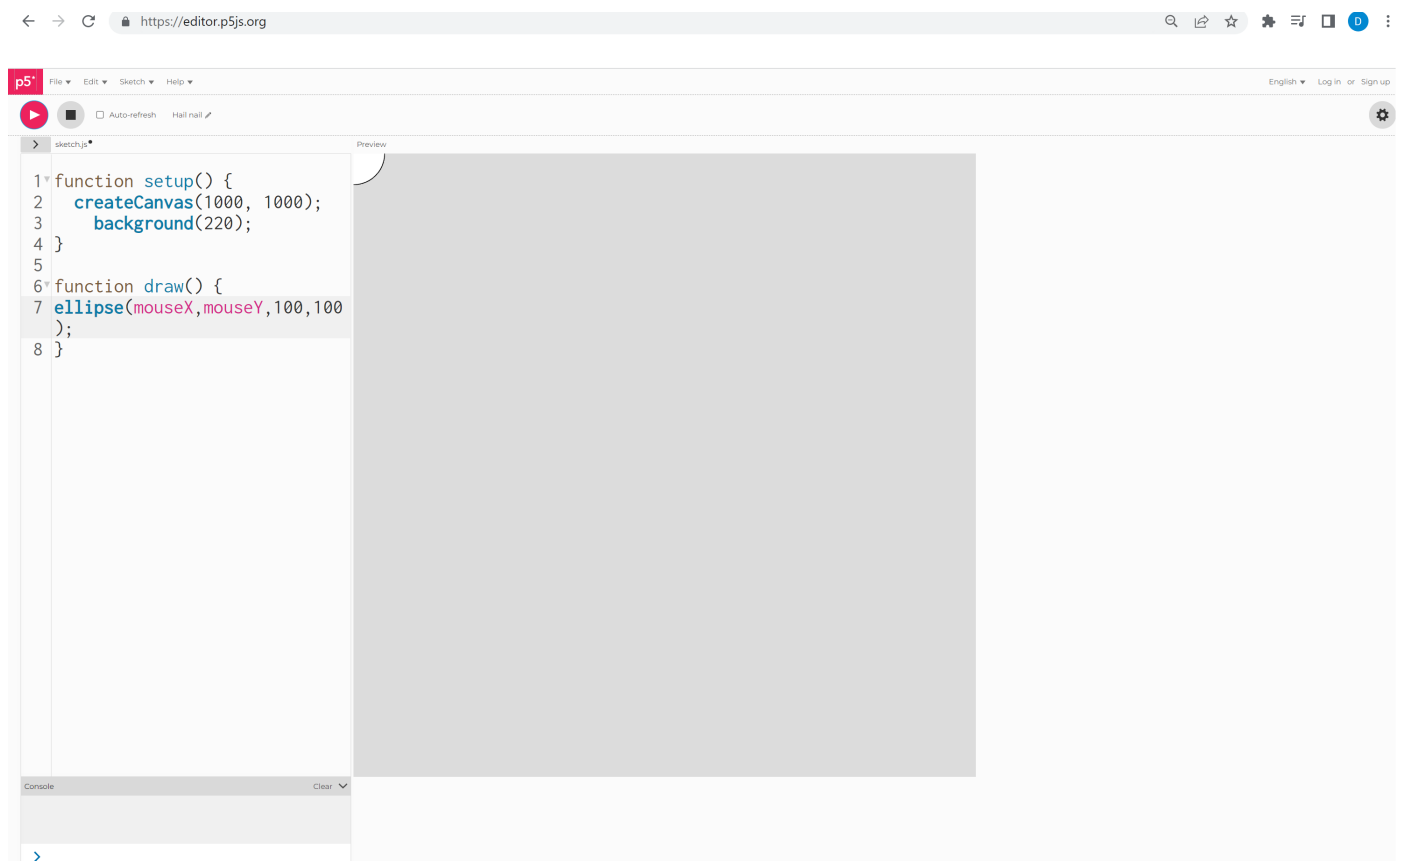 https://editor.p5js.org
D
p5*
File Edit Sketch Help
English Log in or Sign up
Auto-refresh Hail nail
sketch.js
Preview
1 function setup() {
2 createCanvas(1000, 1000);
3 background(220);
4 }
5
6 function draw() {
7 ellipse(mouseX,mouseY,100,100
);
8 }
Console
Clear
>